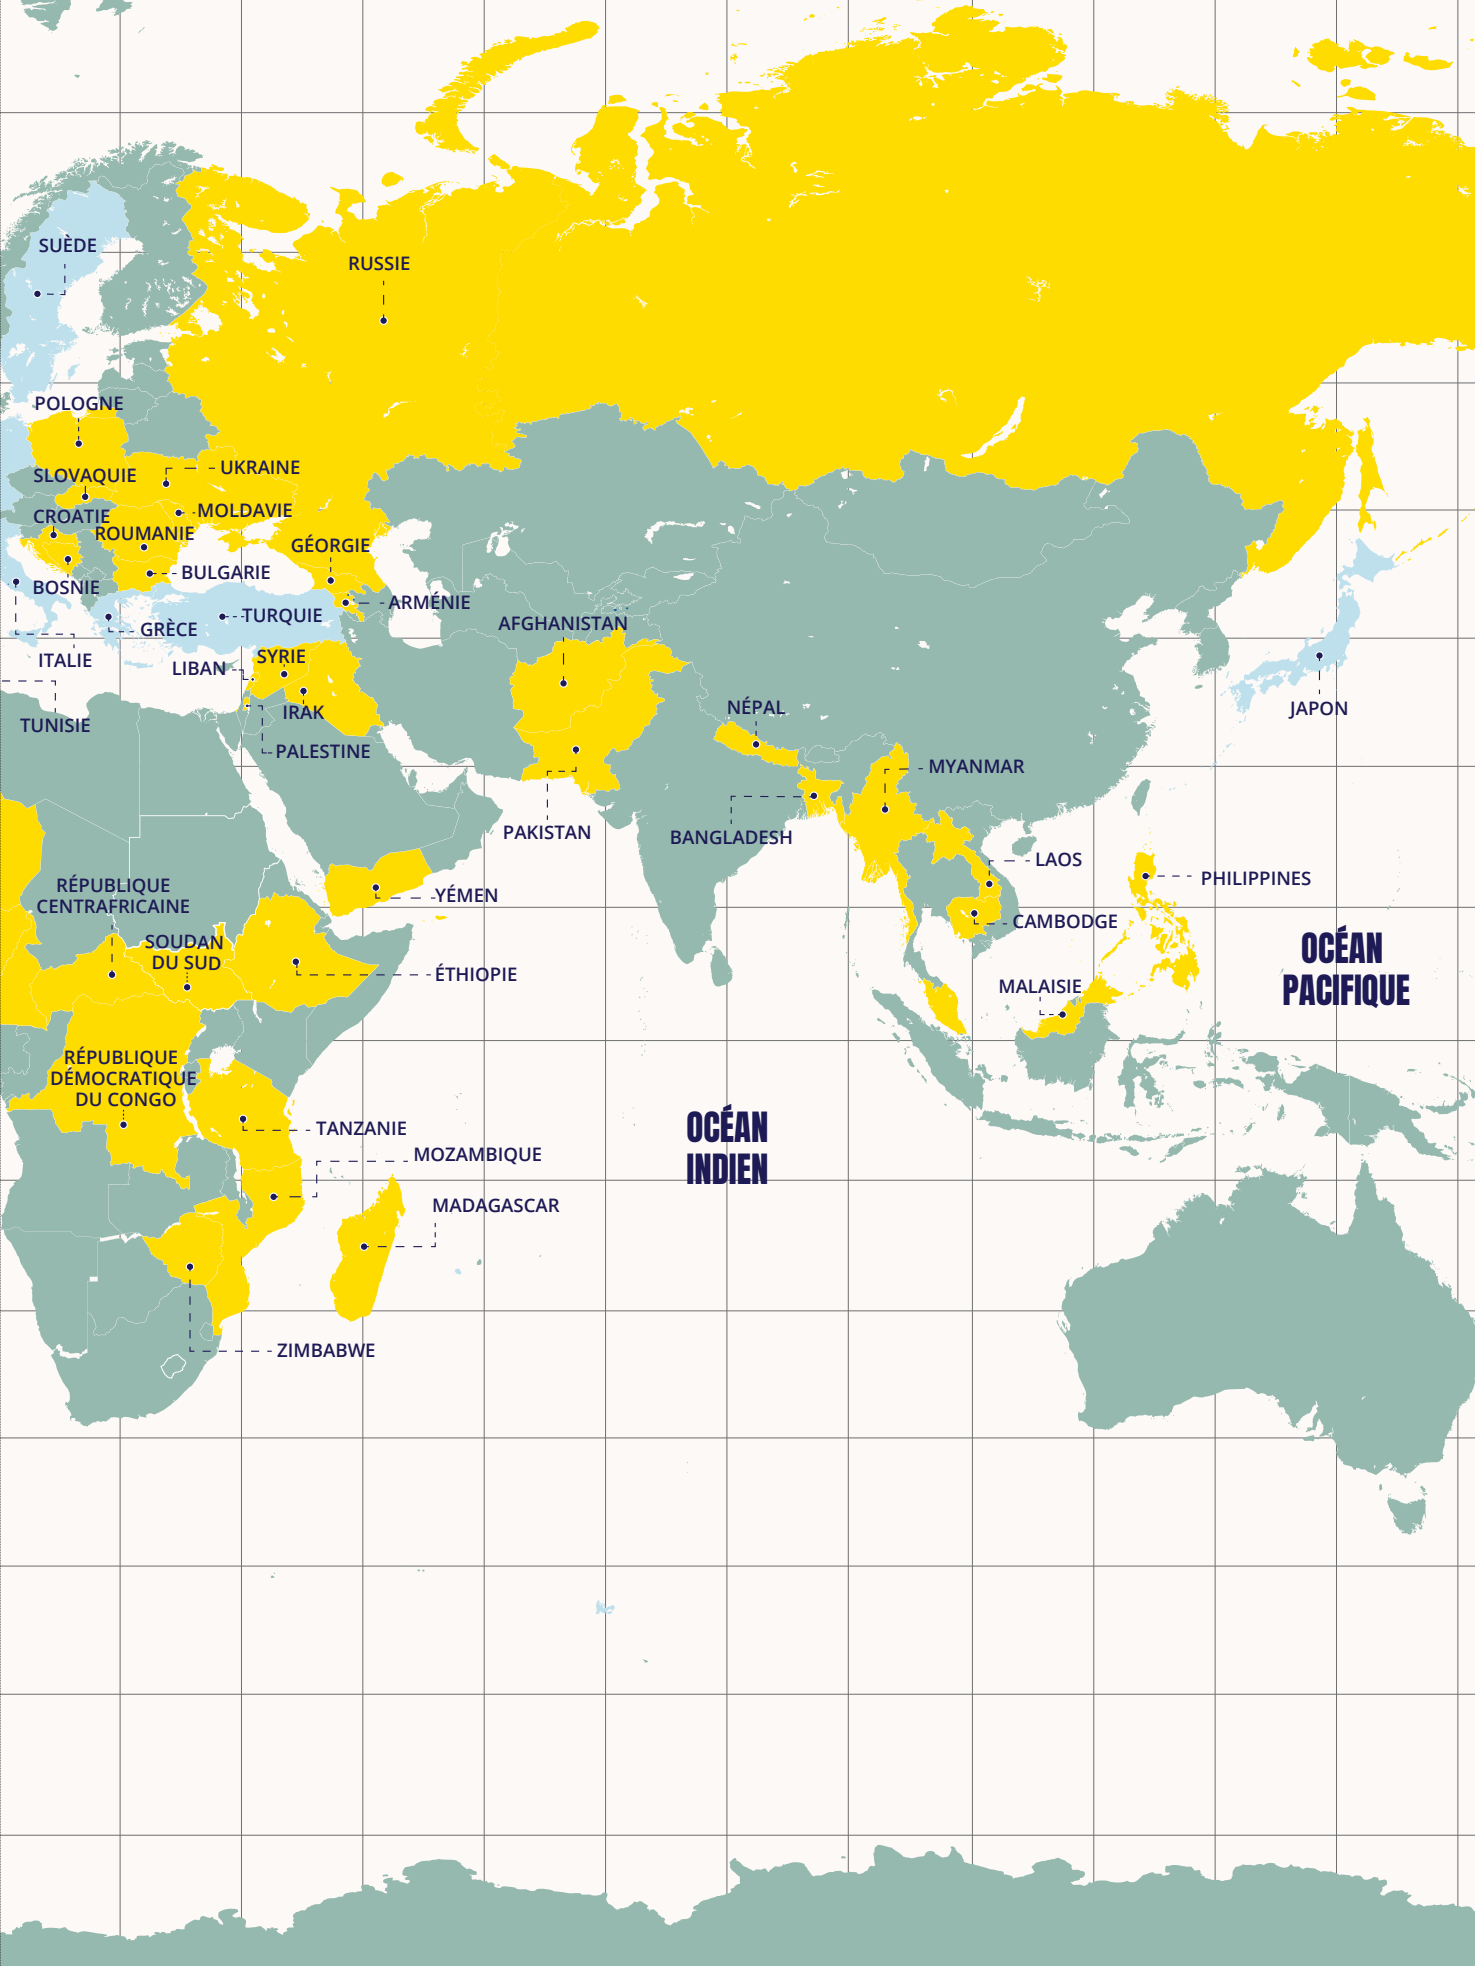 SUÈDE
RUSSIE
POLOGNE
UKRAINE
SLOVAQUIE
MOLDAVIE
CROATIE
ROUMANIE
GÉORGIE
BULGARIE
BOSNIE
ARMÉNIE
TURQUIE
AFGHANISTAN
GRÈCE
SYRIE
ITALIE
LIBAN
NÉPAL
JAPON
IRAK
TUNISIE
PALESTINE
MYANMAR
PAKISTAN
BANGLADESH
LAOS
PHILIPPINES
RÉPUBLIQUE
CENTRAFRICAINE
YÉMEN
CAMBODGE
SOUDAN
DU SUD
OCÉAN
PACIFIQUE
ÉTHIOPIE
MALAISIE
RÉPUBLIQUE
DÉMOCRATIQUE
DU CONGO
TANZANIE
OCÉAN
INDIEN
MOZAMBIQUE
MADAGASCAR
ZIMBABWE